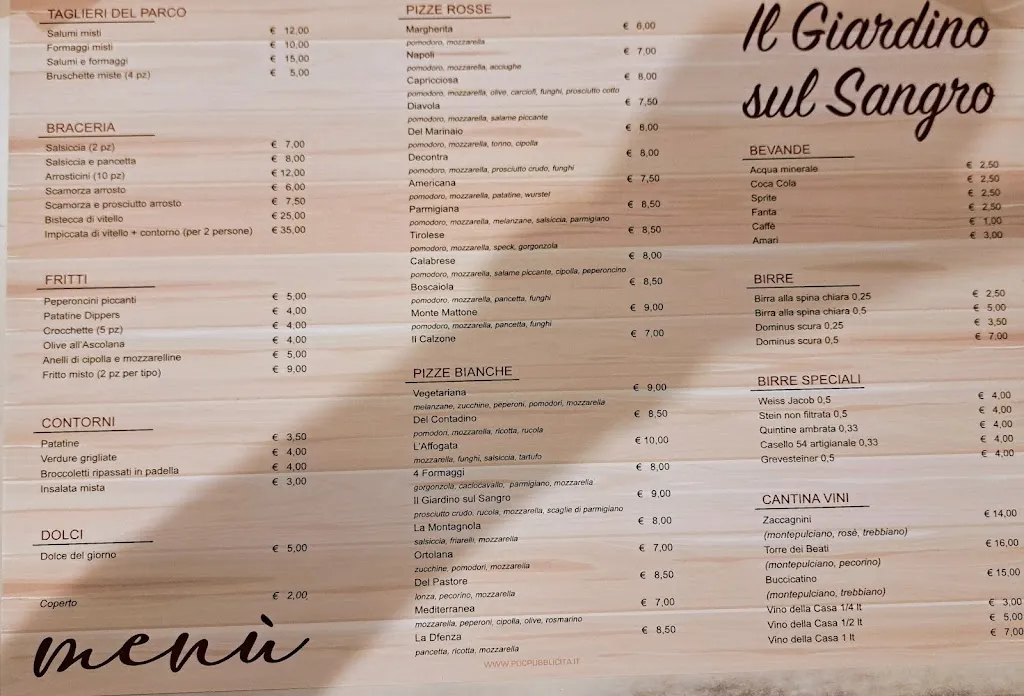 TAGLIERI DEL PARCO
Salumi misti € 12,00
Formaggi misti € 10,00
Salumi e formaggi € 15,00
Bruschette miste (4 pz) € 5,00
BRACERIA
Salsiccia (2 pz) € 7,00
Salsiccia e pancetta € 8,00
Arrosticini (10 pz) € 12,00
Scamorza arrosto € 6,00
Scamorza e prosciutto arrosto € 7,50
Bistecca di vitello € 25,00
Impiccata di vitello + contorno (per 2 persone) € 35,00
FRITTI
Peperoncini piccanti € 5,00
Patatine Dippers € 4,00
Crocchette (5 pz) € 4,00
Olive all'Ascolana € 4,00
Anelli di cipolla e mozzarelline € 5,00
Fritto misto (2 pz per tipo) € 9,00
CONTORNI
Patatine € 3,50
Verdure grigliate € 4,00
Broccoletti ripassati in padella € 4,00
Insalata mista € 3,00
DOLCI
Dolce del giorno € 5,00
Coperto € 2,00
menù
PIZZE ROSSE
Margherita € 6,00
pomodoro, mozzarella
Napoli € 7,00
pomodoro, mozzarella, acciughe
Capricciosa € 8,00
pomodoro, mozzarella, olive, carciofi, funghi, prosciutto cotto
Diavola € 7,50
pomodoro, mozzarella, salame piccante
Del Marinaio € 8,00
pomodoro, mozzarella, tonno, cipolla
Decontra € 8,00
pomodoro, mozzarella, prosciutto crudo, funghi
Americana € 7,50
pomodoro, mozzarella, patatine, wurstel
Parmigiana € 8,50
pomodoro, mozzarella, melanzane, salsiccia, parmigiano
Tirolese € 8,50
pomodoro, mozzarella, speck, gorgonzola
Calabrese € 8,00
pomodoro, mozzarella, salame piccante, cipolla, peperoncino
Boscaiola € 8,50
pomodoro, mozzarella, pancetta, funghi
Monte Mattone € 9,00
pomodoro, mozzarella, pancetta, funghi
Il Calzone € 7,00
PIZZE BIANCHE
Vegetariana € 9,00
melanzane, zucchine, peperoni, pomodori, mozzarella
Del Contadino € 8,50
pomodori, mozzarella, ricotta, rucola
L'Affogata € 10,00
mozzarella, funghi, salsiccia, tartufo
4 Formaggi € 8,00
gorgonzola, caciocavallo, parmigiano, mozzarella
Il Giardino sul Sangro € 9,00
prosciutto crudo, rucola, mozzarella, scaglie di parmigiano
La Montagnola € 8,00
salsiccia, friarelli, mozzarella
Ortolana € 7,00
zucchine, pomodori, mozzarella
Del Pastore € 8,50
lonza, pecorino, mozzarella
Mediterranea € 7,00
mozzarella, peperoni, cipolla, olive, rosmarino
La Dfenza € 8,50
pancetta, ricotta, mozzarella
WWW.POCPUBBLICITA.IT
Il Giardino
sul Sangro
BEVANDE
Acqua minerale € 2,50
Coca Cola € 2,50
Sprite € 2,50
Fanta € 2,50
Caffè € 1,00
Amari € 3,00
BIRRE
Birra alla spina chiara 0,25 € 2,50
Birra alla spina chiara 0,5 € 5,00
Dominus scura 0,25 € 3,50
Dominus scura 0,5 € 7,00
BIRRE SPECIALI
Weiss Jacob 0,5 € 4,00
Stein non filtrata 0,5 € 4,00
Quintine ambrata 0,33 € 4,00
Casello 54 artigianale 0,33 € 4,00
Grevesteiner 0,5 € 4,00
CANTINA VINI
Zaccagnini € 14,00
(montepulciano, rosè, trebbiano)
Torre dei Beati € 16,00
(montepulciano, pecorino)
Buccicatino € 15,00
(montepulciano, trebbiano)
Vino della Casa 1/4 lt € 3,00
Vino della Casa 1/2 lt € 5,00
Vino della Casa 1 lt € 7,00